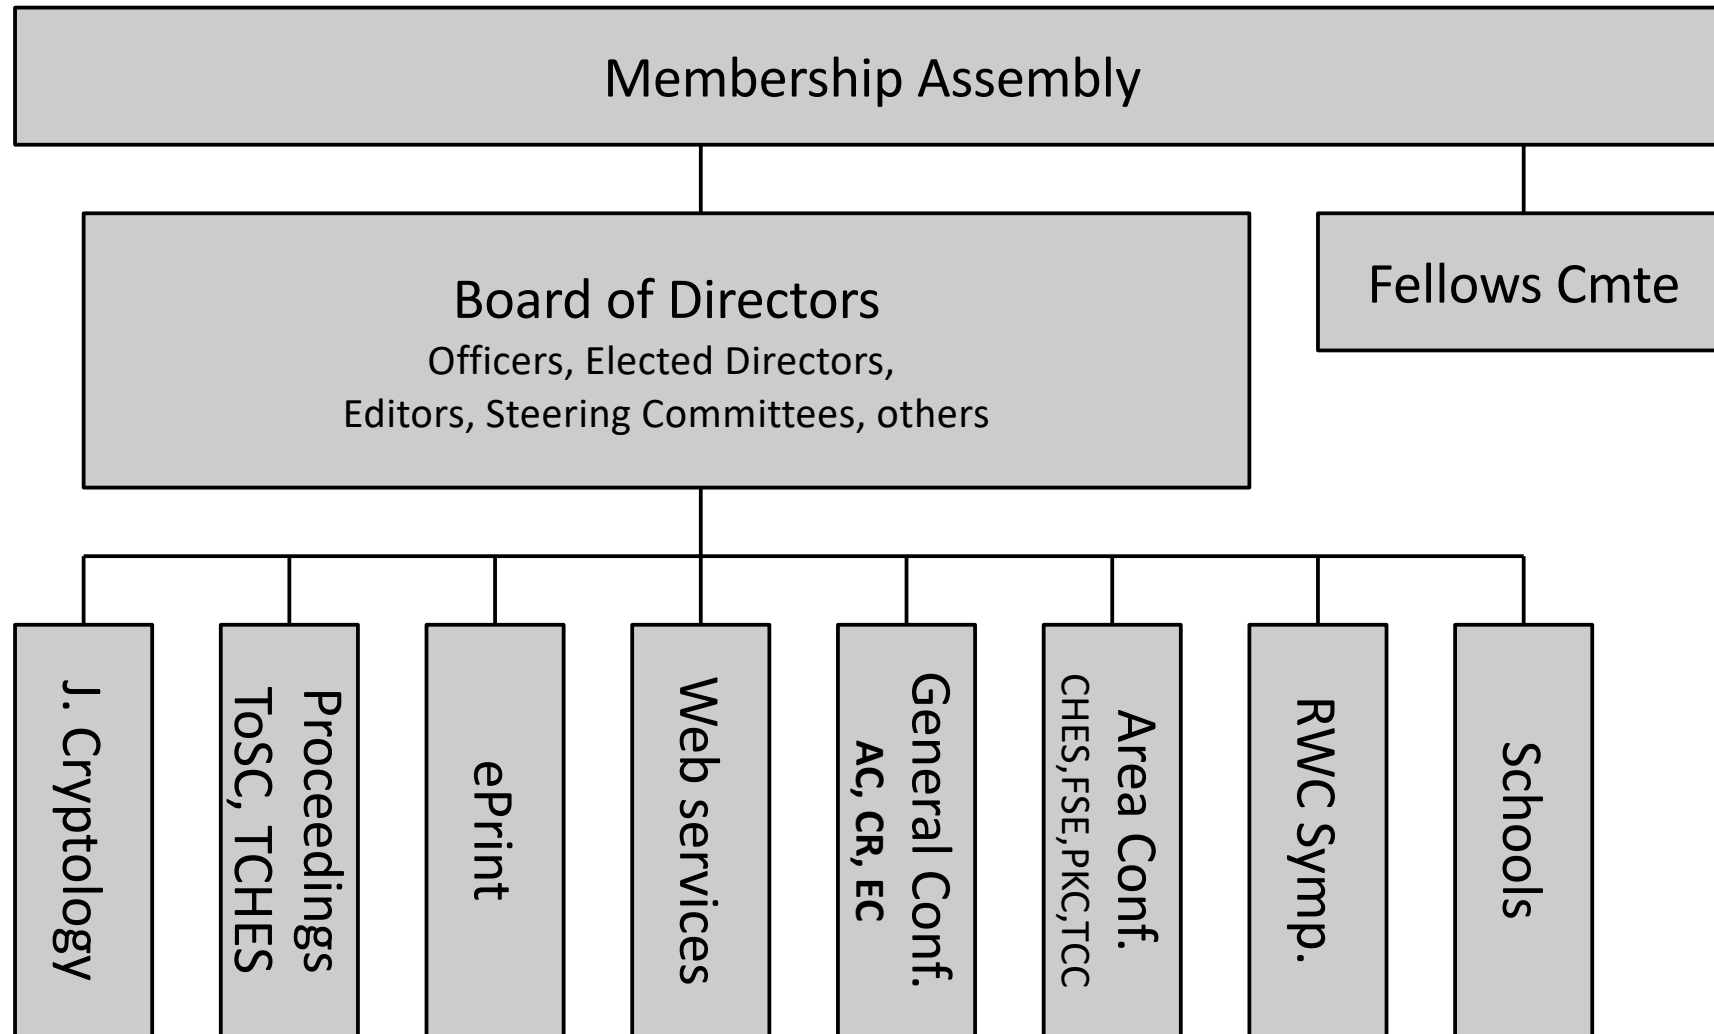 Membership Assembly
Board of Directors
Officers, Elected Directors,
Editors, Steering Committees, others
Fellows Cmte
J. Cryptology
Proceedings
ToSC, TCHES
ePrint
Web services
General Conf.
AC, CR, EC
Area Conf.
CHES,FSE,PKC,TCC
RWC Symp.
Schools